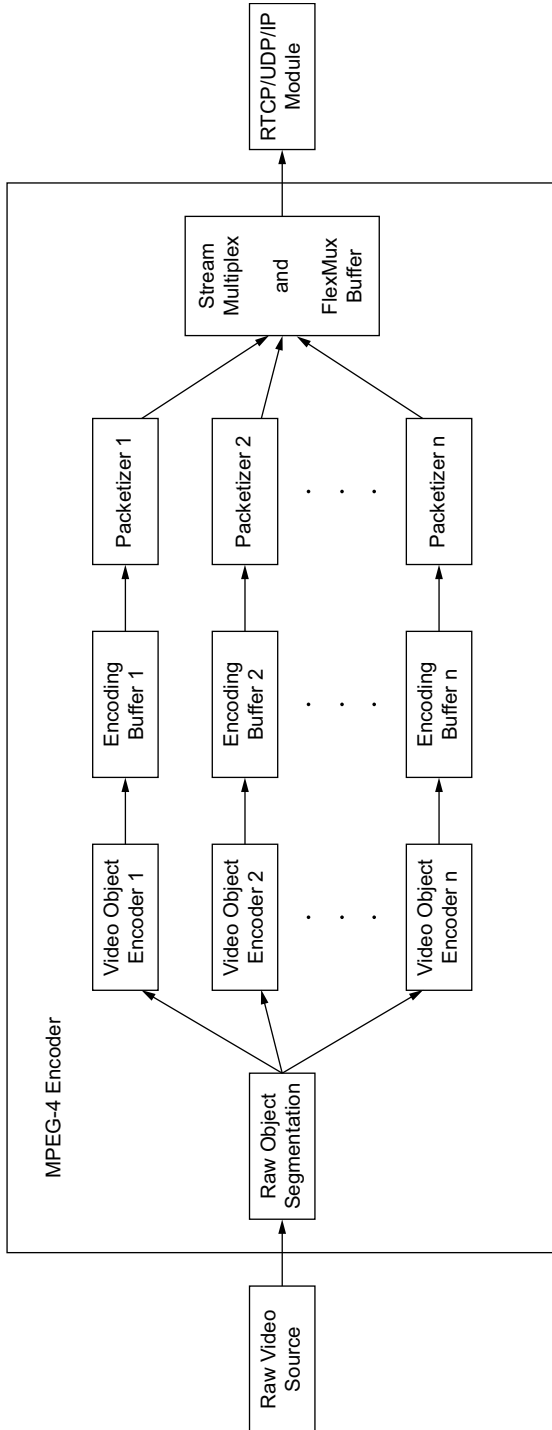 MPEG-4 Encoder
Raw Video
Source
Raw Object
Segmentation
Video Object
Encoder 1
Encoding
Buffer 1
Packetizer 1
Video Object
Encoder 2
Encoding
Buffer 2
Packetizer 2
. . .
. . .
. . .
Video Object
Encoder n
Encoding
Buffer n
Packetizer n
Stream
Multiplex
and
FlexMux
Buffer
RTCP/UDP/IP
Module